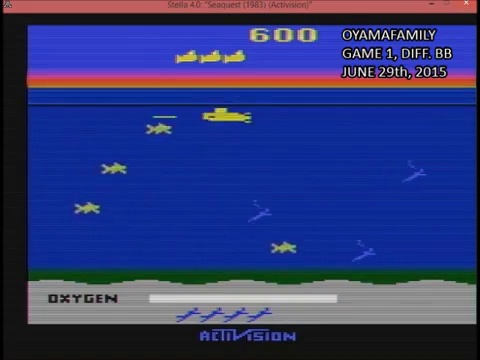 Stella 4.0: "Seaquest (1983) (Activision)"
600
OYAMAFAMILY
GAME 1, DIFF. BB
JUNE 29th, 2015
OXYGEN
ACTIVISION